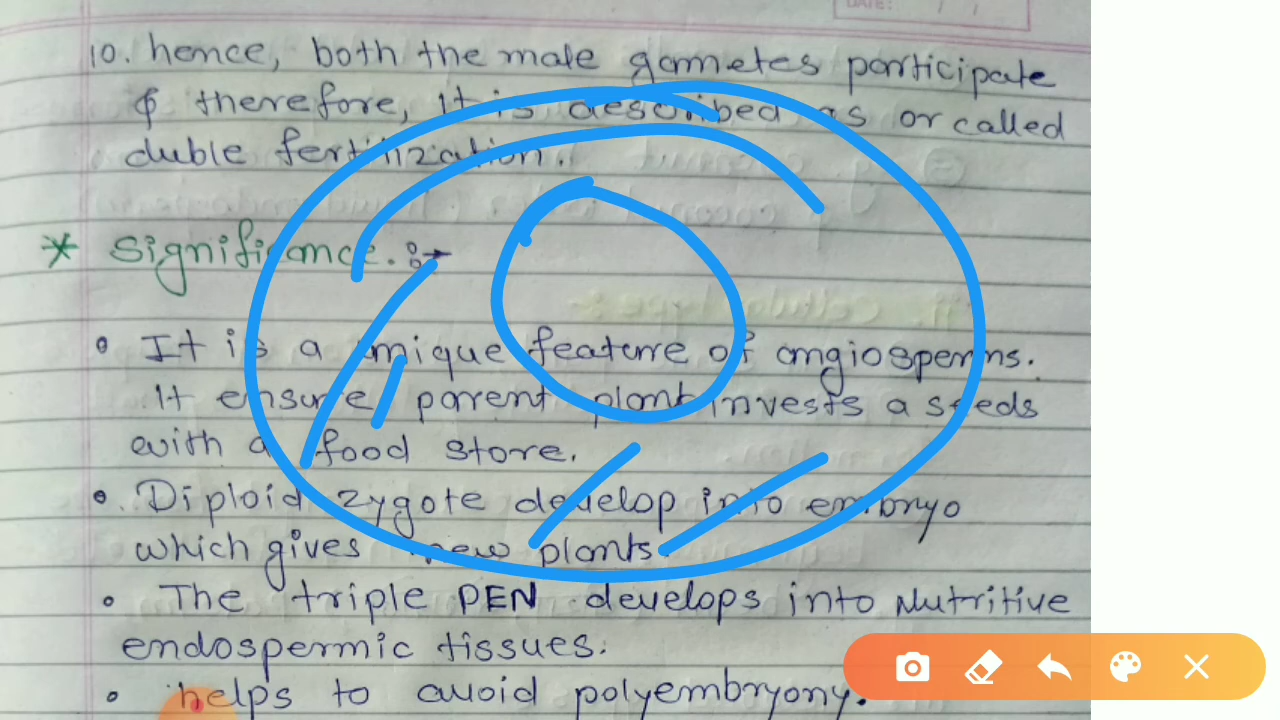 DATE:
10. hence, both the male gametes participate
& therefore, it is described as or called
duble fertilization.
* Significance. :-
• It is a unique feature of angiosperms.
It ensure parent plant invests a seeds
with a food store.
• Diploid zygote develop into embryo
which gives new plants.
• The triple PEN develops into Nutritive
endospermic tissues.
• helps to avoid polyembryony.